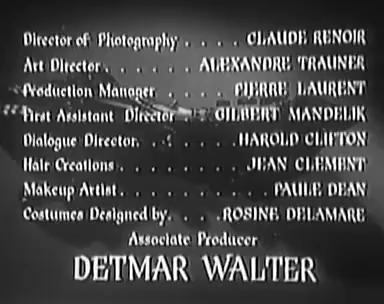 Director of Photography . . . . CLAUDE RENOIR
Art Director . . . . . . . ALEXANDRE TRAUNER
Production Manager . . . . . PIERRE LAURENT
First Assistant Director . . GILBERT MANDELIK
Dialogue Director. . . . . . HAROLD CLIFTON
Hair Creations . . . . . . . . JEAN CLEMENT
Makeup Artist . . . . . . . . . PAULE DEAN
Costumes Designed by. . . . ROSINE DELAMARE
Associate Producer
DETMAR WALTER